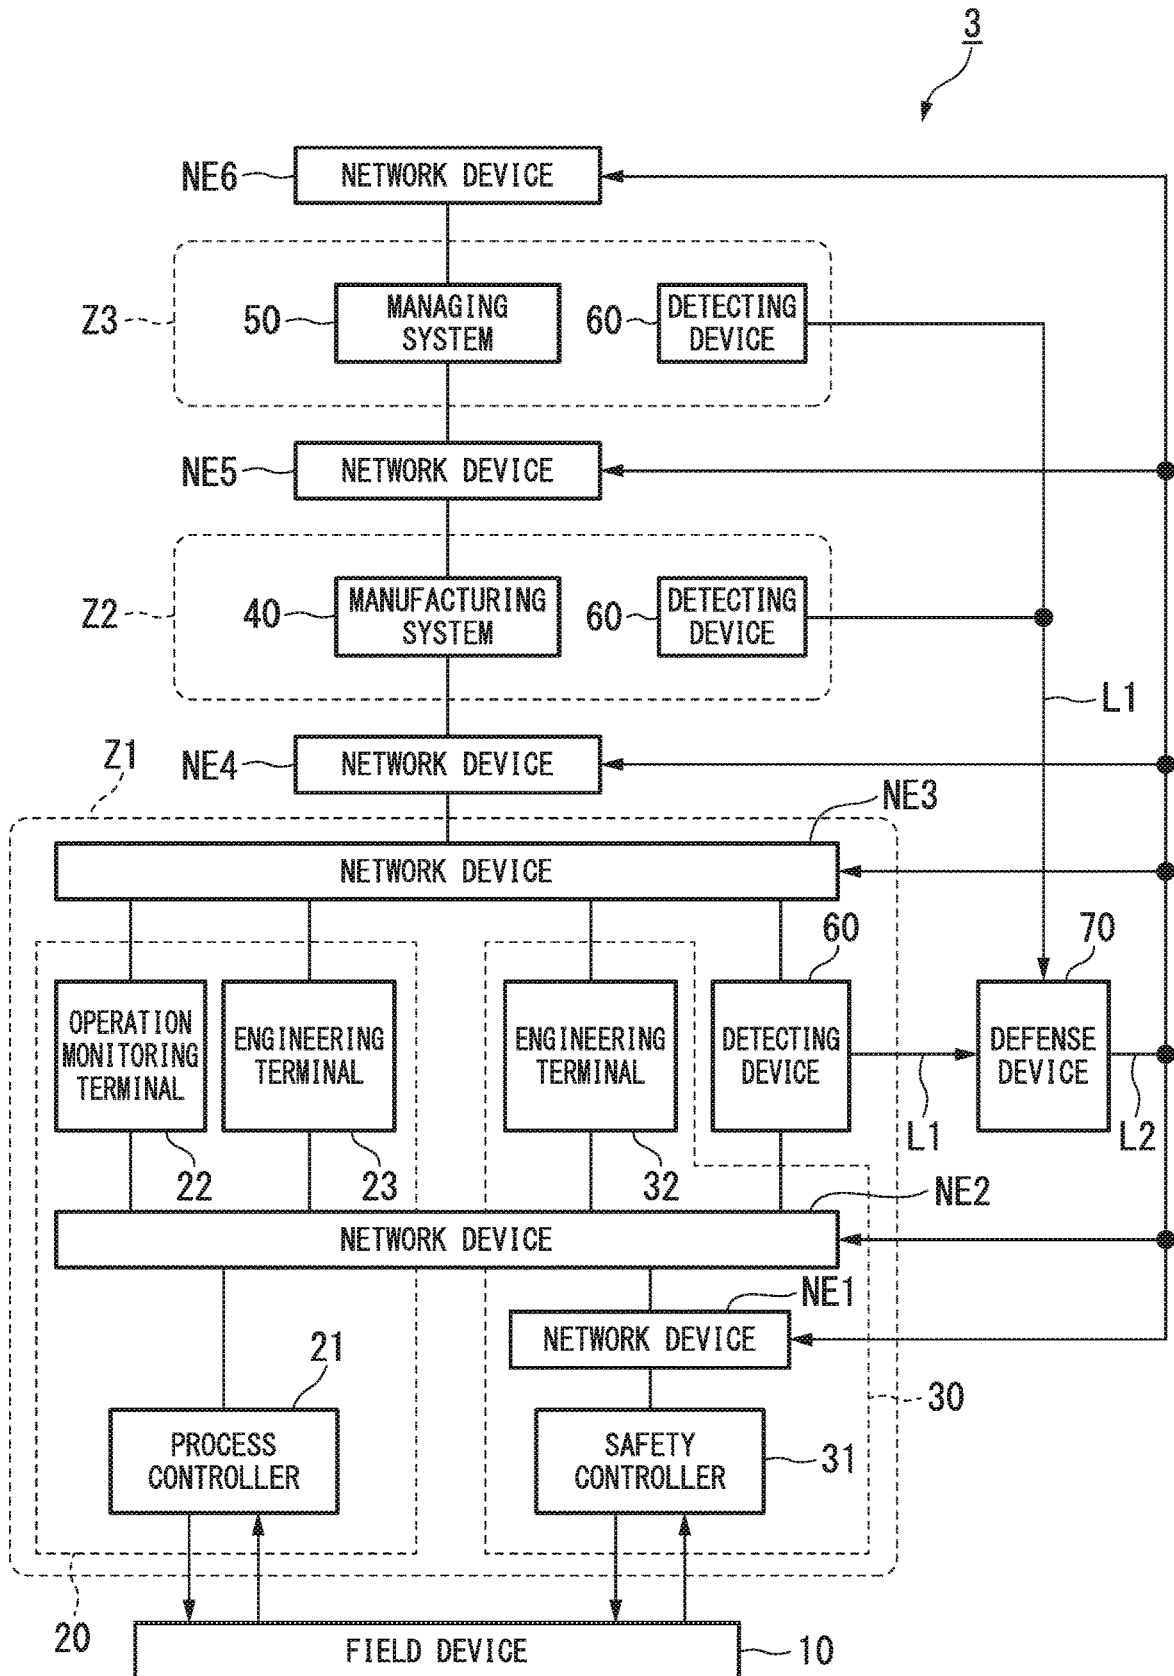 3
NE6
NETWORK DEVICE
Z3
50
MANAGING
SYSTEM
60
DETECTING
DEVICE
NE5
NETWORK DEVICE
Z2
40
MANUFACTURING
SYSTEM
60
DETECTING
DEVICE
L1
Z1
NE4
NETWORK DEVICE
NE3
NETWORK DEVICE
60
70
OPERATION
MONITORING
TERMINAL
ENGINEERING
TERMINAL
ENGINEERING
TERMINAL
DETECTING
DEVICE
DEFENSE
DEVICE
L1
L2
22
23
32
NE2
NETWORK DEVICE
NE1
NETWORK DEVICE
21
30
PROCESS
CONTROLLER
SAFETY
CONTROLLER
31
20
FIELD DEVICE
10